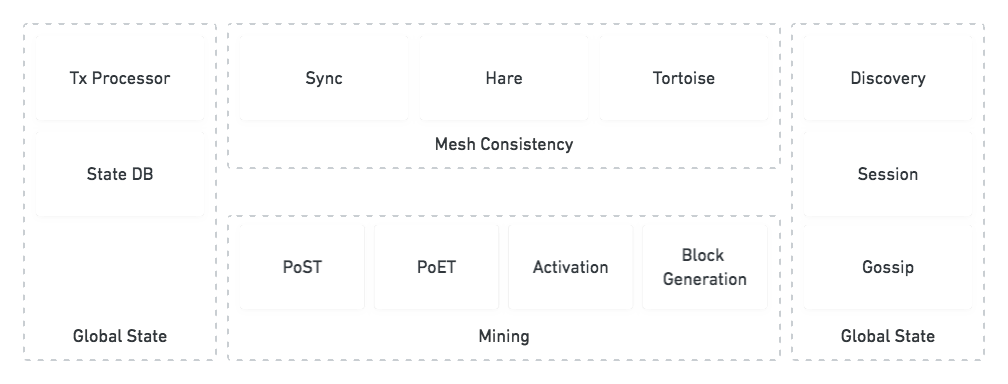 Tx Processor
State DB
Global State
Sync
Hare
Tortoise
Mesh Consistency
PoST
PoET
Activation
Block
Generation
Mining
Discovery
Session
Gossip
Global State